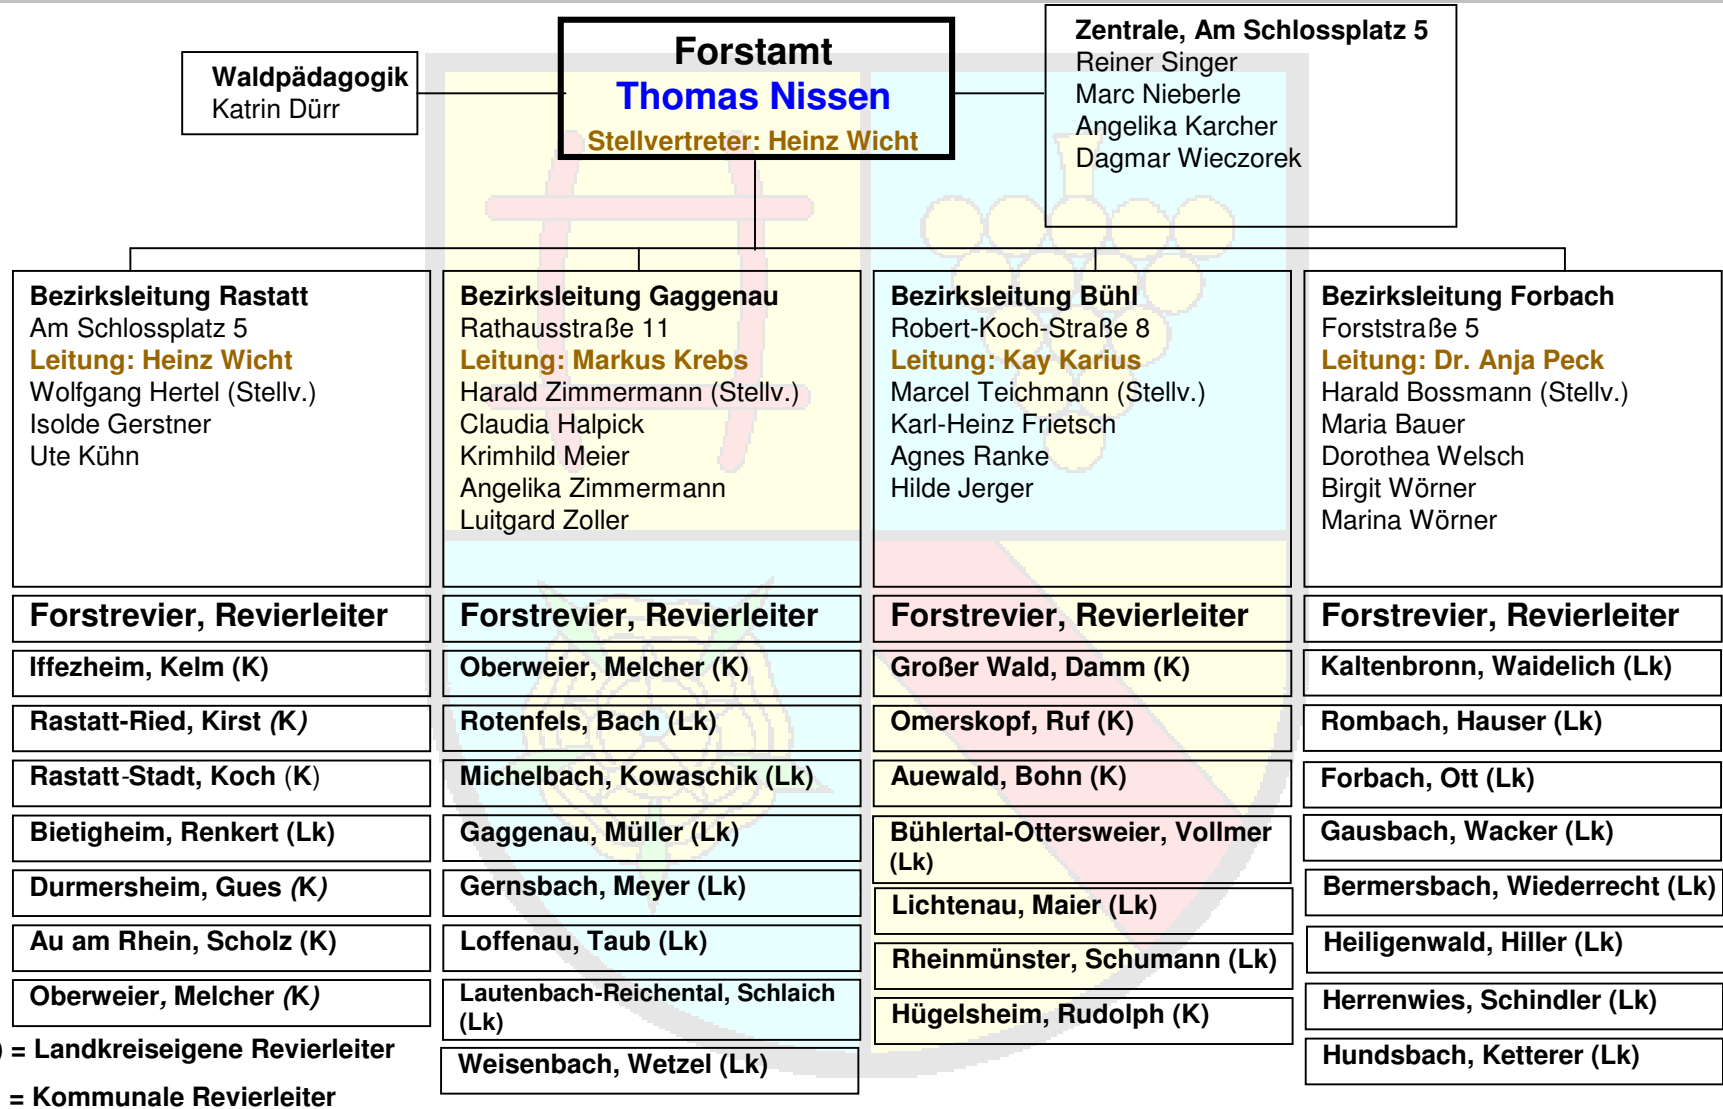 Waldpädagogik
Katrin Dürr
Forstamt
Thomas Nissen
Stellvertreter: Heinz Wicht
Zentrale, Am Schlossplatz 5
Reiner Singer
Marc Nieberle
Angelika Karcher
Dagmar Wieczorek
Bezirksleitung Rastatt
Am Schlossplatz 5
Leitung: Heinz Wicht
Wolfgang Hertel (Stellv.)
Isolde Gerstner
Ute Kühn
Forstrevier, Revierleiter
Iffezheim, Kelm (K)
Rastatt-Ried, Kirst (K)
Rastatt-Stadt, Koch (K)
Bietigheim, Renkert (Lk)
Durmersheim, Gues (K)
Au am Rhein, Scholz (K)
Oberweier, Melcher (K)
) = Landkreiseigene Revierleiter
= Kommunale Revierleiter
Bezirksleitung Gaggenau
Rathausstraße 11
Leitung: Markus Krebs
Harald Zimmermann (Stellv.)
Claudia Halpick
Krimhild Meier
Angelika Zimmermann
Luitgard Zoller
Forstrevier, Revierleiter
Oberweier, Melcher (K)
Rotenfels, Bach (Lk)
Michelbach, Kowaschik (Lk)
Gaggenau, Müller (Lk)
Gernsbach, Meyer (Lk)
Loffenau, Taub (Lk)
Lautenbach-Reichental, Schlaich
(Lk)
Weisenbach, Wetzel (Lk)
Bezirksleitung Bühl
Robert-Koch-Straße 8
Leitung: Kay Karius
Marcel Teichmann (Stellv.)
Karl-Heinz Frietsch
Agnes Ranke
Hilde Jerger
Forstrevier, Revierleiter
Großer Wald, Damm (K)
Omerskopf, Ruf (K)
Auewald, Bohn (K)
Bühlertal-Ottersweier, Vollmer
(Lk)
Lichtenau, Maier (Lk)
Rheinmünster, Schumann (Lk)
Hügelsheim, Rudolph (K)
Bezirksleitung Forbach
Forststraße 5
Leitung: Dr. Anja Peck
Harald Bossmann (Stellv.)
Maria Bauer
Dorothea Welsch
Birgit Wörner
Marina Wörner
Forstrevier, Revierleiter
Kaltenbronn, Waidelich (Lk)
Rombach, Hauser (Lk)
Forbach, Ott (Lk)
Gausbach, Wacker (Lk)
Bermersbach, Wiederrecht (Lk)
Heiligenwald, Hiller (Lk)
Herrenwies, Schindler (Lk)
Hundsbach, Ketterer (Lk)